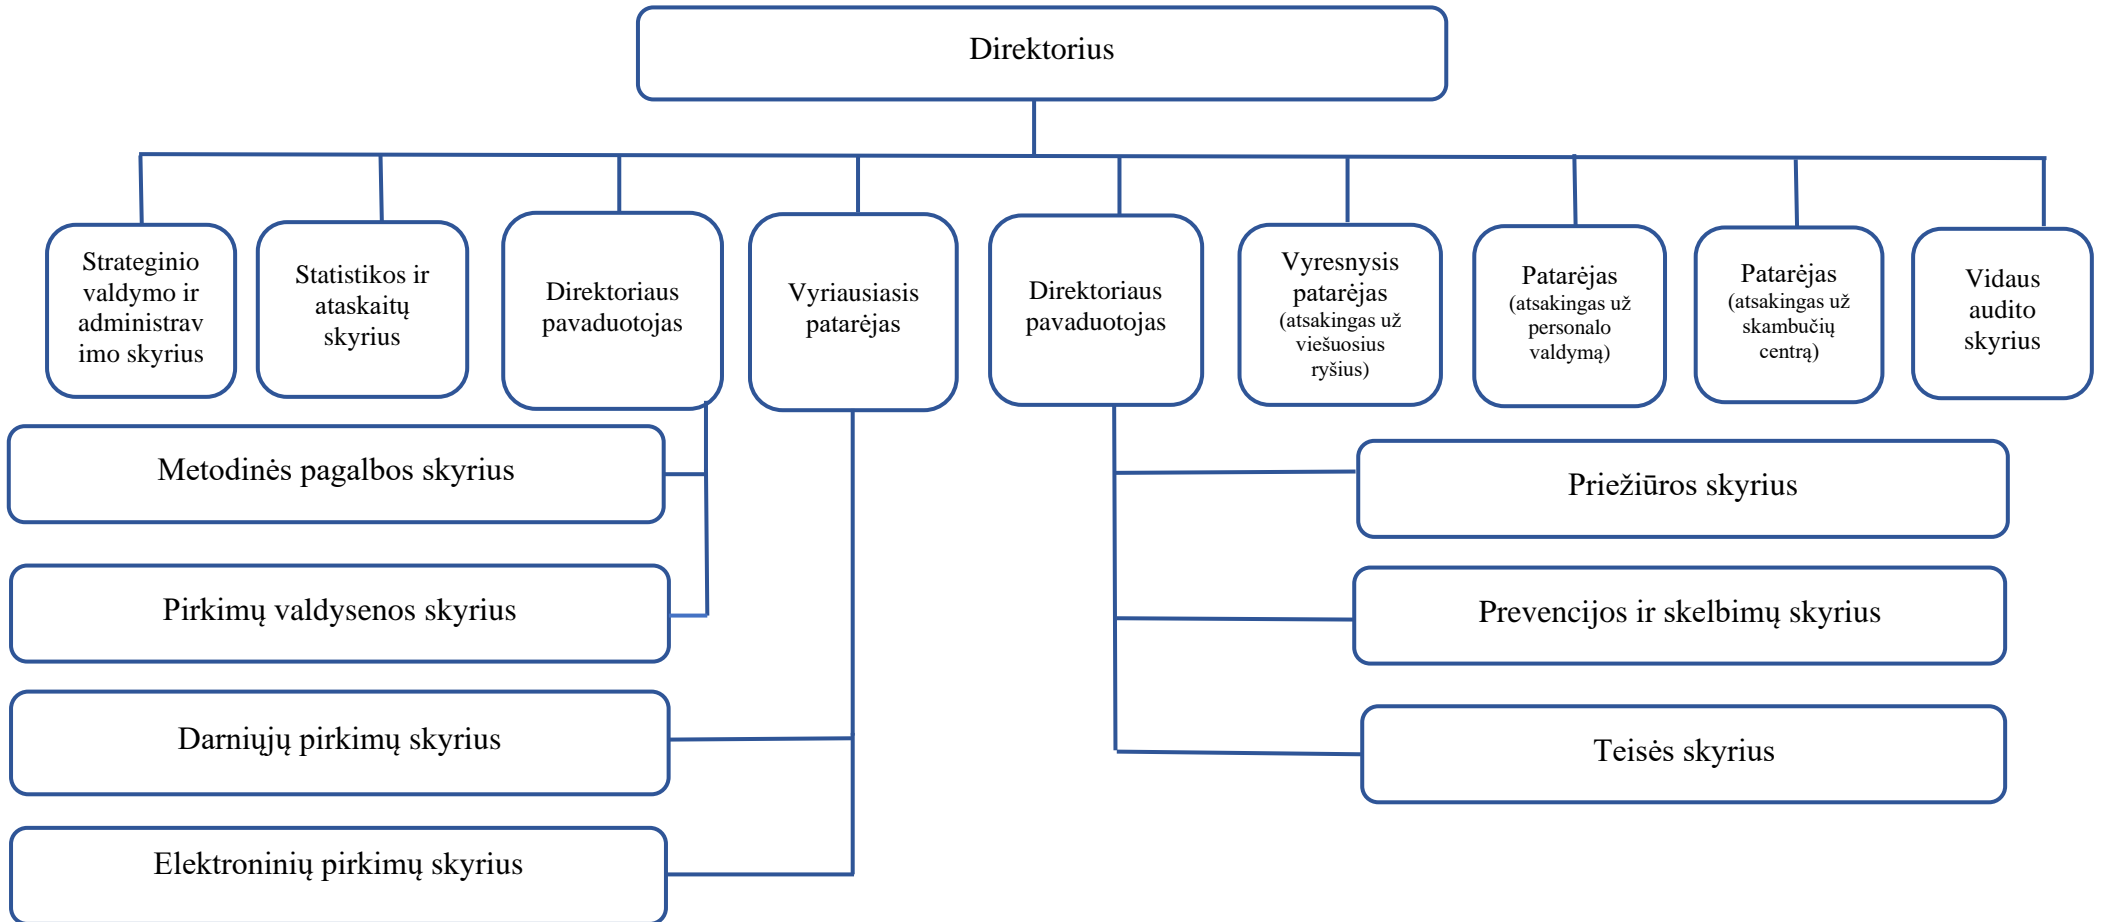 Direktorius
Strateginio
valdymo ir
administrav
imo skyrius
Statistikos ir
ataskaitų
skyrius
Direktoriaus
pavaduotojas
Vyriausiasis
patarėjas
Direktoriaus
pavaduotojas
Vyresnysis
patarėjas
(atsakingas už
viešuosius
ryšius)
Patarėjas
(atsakingas už
personalo
valdymą)
Patarėjas
(atsakingas už
skambučių
centrą)
Vidaus
audito
skyrius
Metodinės pagalbos skyrius
Pirkimų valdysenos skyrius
Darniųjų pirkimų skyrius
Elektroninių pirkimų skyrius
Priežiūros skyrius
Prevencijos ir skelbimų skyrius
Teisės skyrius